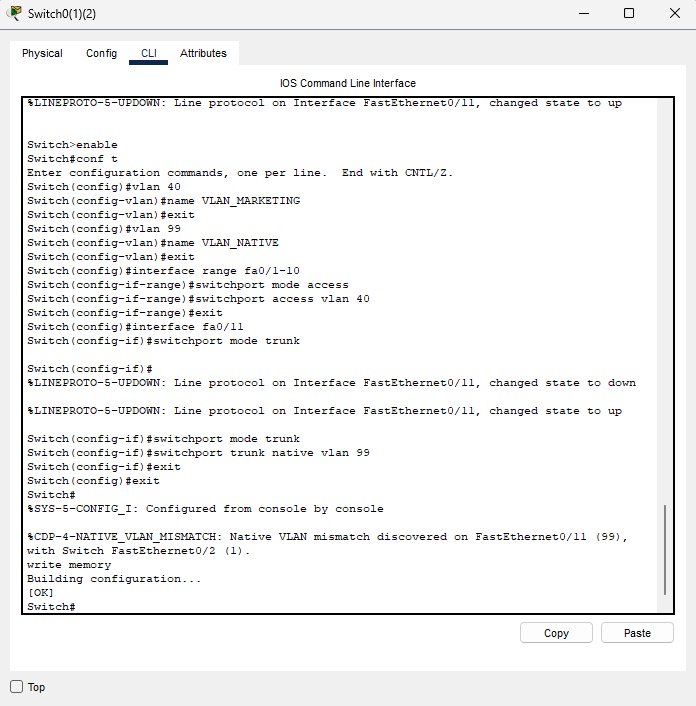 Switch0(1)(2)
Physical Config CLI Attributes
IOS Command Line Interface
%LINEPROTO-5-UPDOWN: Line protocol on Interface FastEthernet0/11, changed state to up
Switch>enable
Switch#conf t
Enter configuration commands, one per line.  End with CNTL/Z.
Switch(config)#vlan 40
Switch(config-vlan)#name VLAN_MARKETING
Switch(config-vlan)#exit
Switch(config)#vlan 99
Switch(config-vlan)#name VLAN_NATIVE
Switch(config-vlan)#exit
Switch(config)#interface range fa0/1-10
Switch(config-if-range)#switchport mode access
Switch(config-if-range)#switchport access vlan 40
Switch(config-if-range)#exit
Switch(config)#interface fa0/11
Switch(config-if)#switchport mode trunk
Switch(config-if)#
%LINEPROTO-5-UPDOWN: Line protocol on Interface FastEthernet0/11, changed state to down
%LINEPROTO-5-UPDOWN: Line protocol on Interface FastEthernet0/11, changed state to up
Switch(config-if)#switchport mode trunk
Switch(config-if)#switchport trunk native vlan 99
Switch(config-if)#exit
Switch(config)#exit
Switch#
%SYS-5-CONFIG_I: Configured from console by console
%CDP-4-NATIVE_VLAN_MISMATCH: Native VLAN mismatch discovered on FastEthernet0/11 (99),
with Switch FastEthernet0/2 (1).
write memory
Building configuration...
[OK]
Switch#
Copy Paste
Top